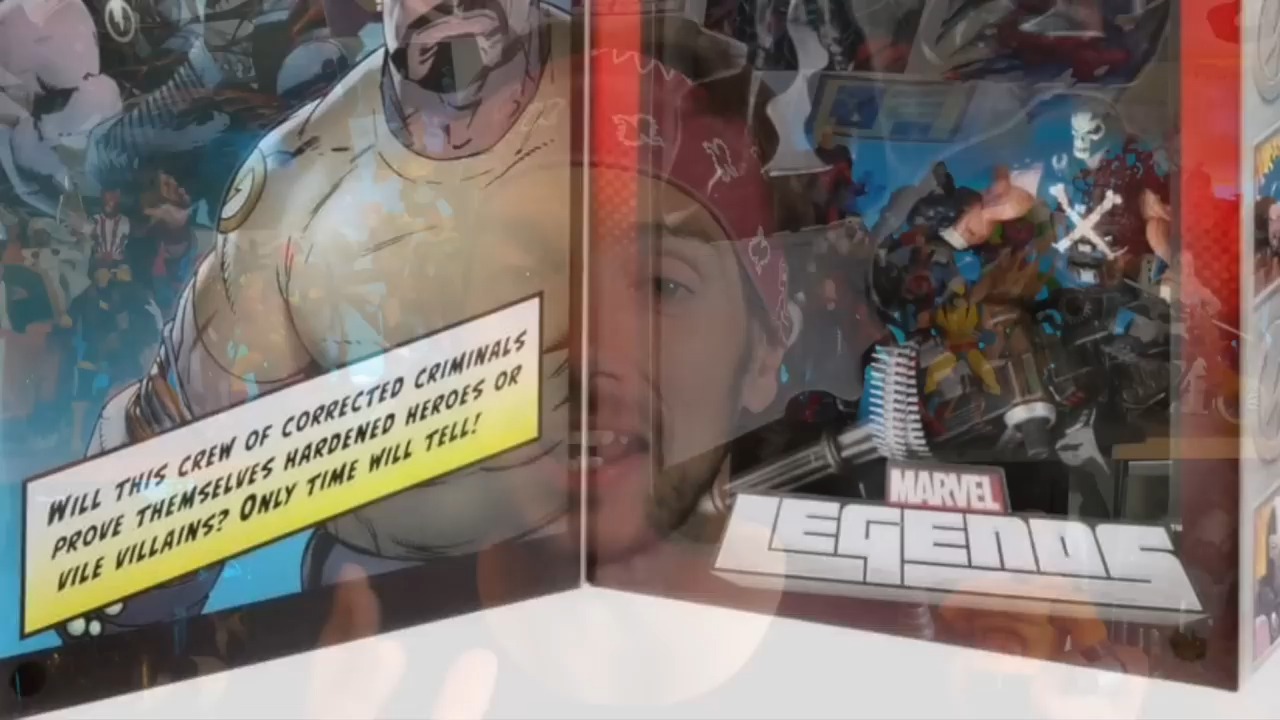 WILL THIS CREW OF CORRECTED CRIMINALS
PROVE THEMSELVES HARDENED HEROES OR
VILE VILLAINS? ONLY TIME WILL TELL!
MARVEL
LEGENDS